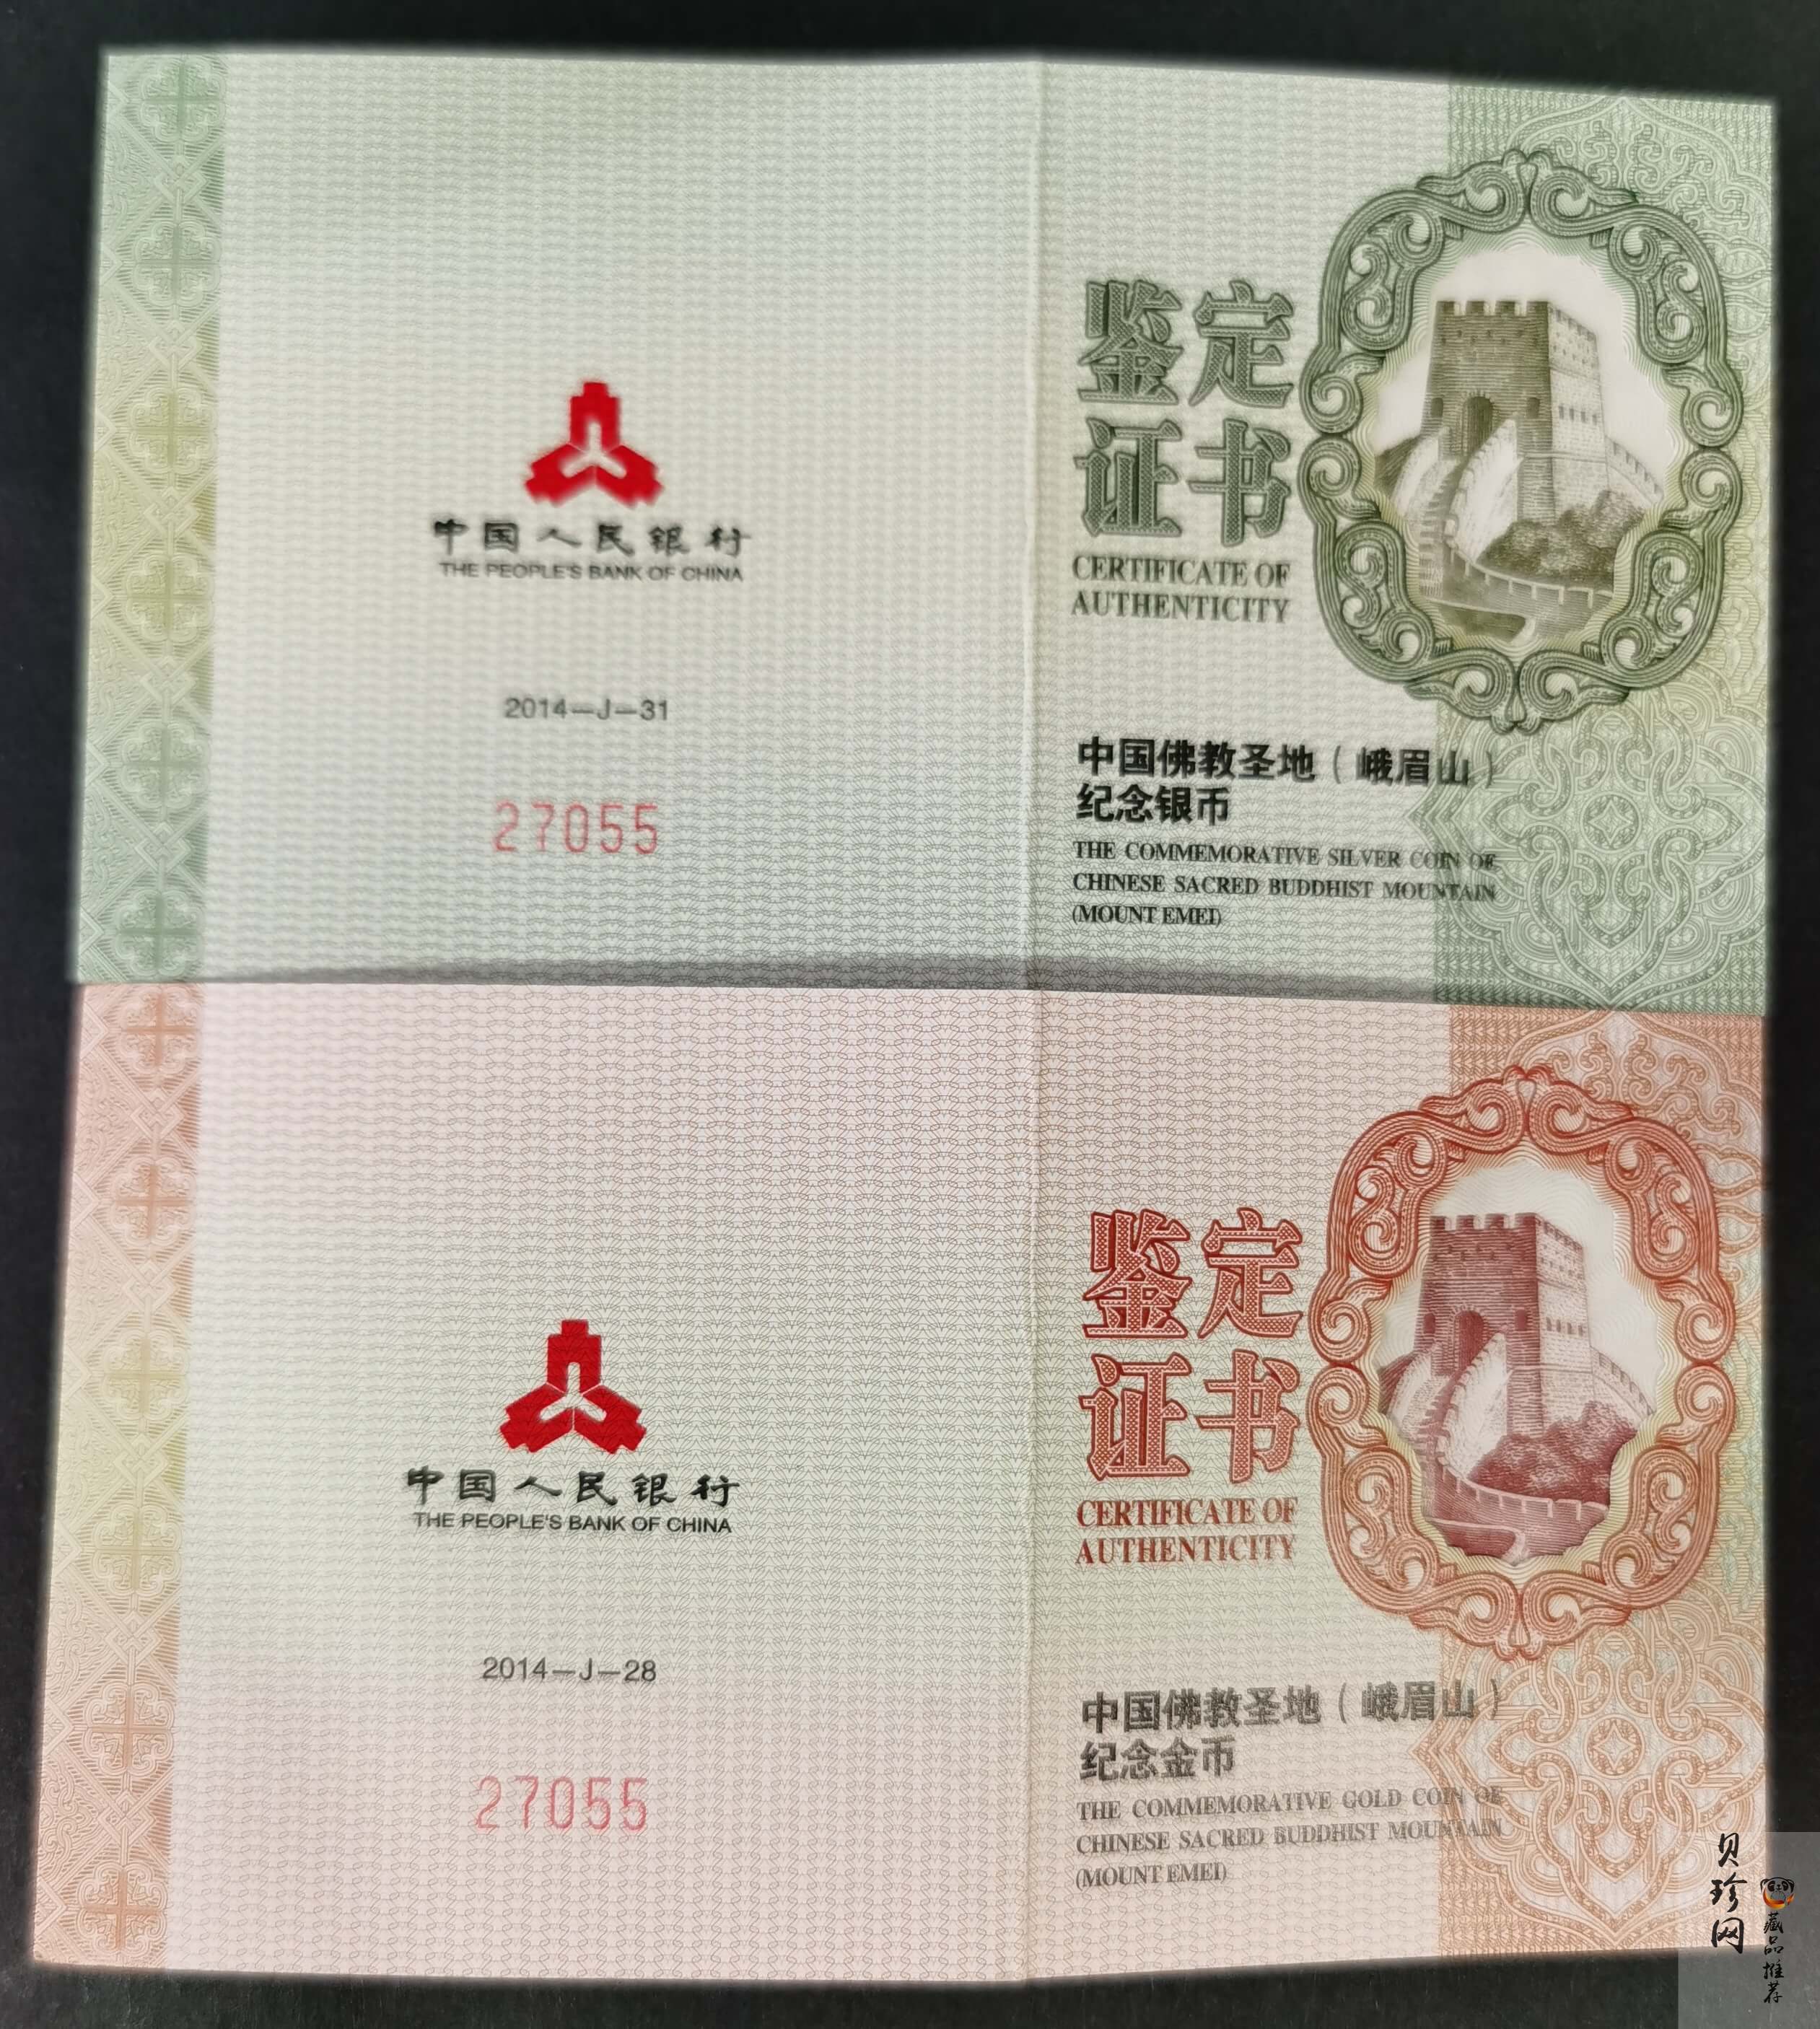 中国人民银行
THE PEOPLE'S BANK OF CHINA
2014—J—31
27055
鉴定
证书
CERTIFICATE OF
AUTHENTICITY
中国佛教圣地（峨眉山）
纪念银币
THE COMMEMORATIVE SILVER COIN OF
CHINESE SACRED BUDDHIST MOUNTAIN
(MOUNT EMEI)
中国人民银行
THE PEOPLE'S BANK OF CHINA
2014—J—28
27055
鉴定
证书
CERTIFICATE OF
AUTHENTICITY
中国佛教圣地（峨眉山）
纪念金币
THE COMMEMORATIVE GOLD COIN OF
CHINESE SACRED BUDDHIST MOUNTAIN
(MOUNT EMEI)
贝珍网
藏品推荐